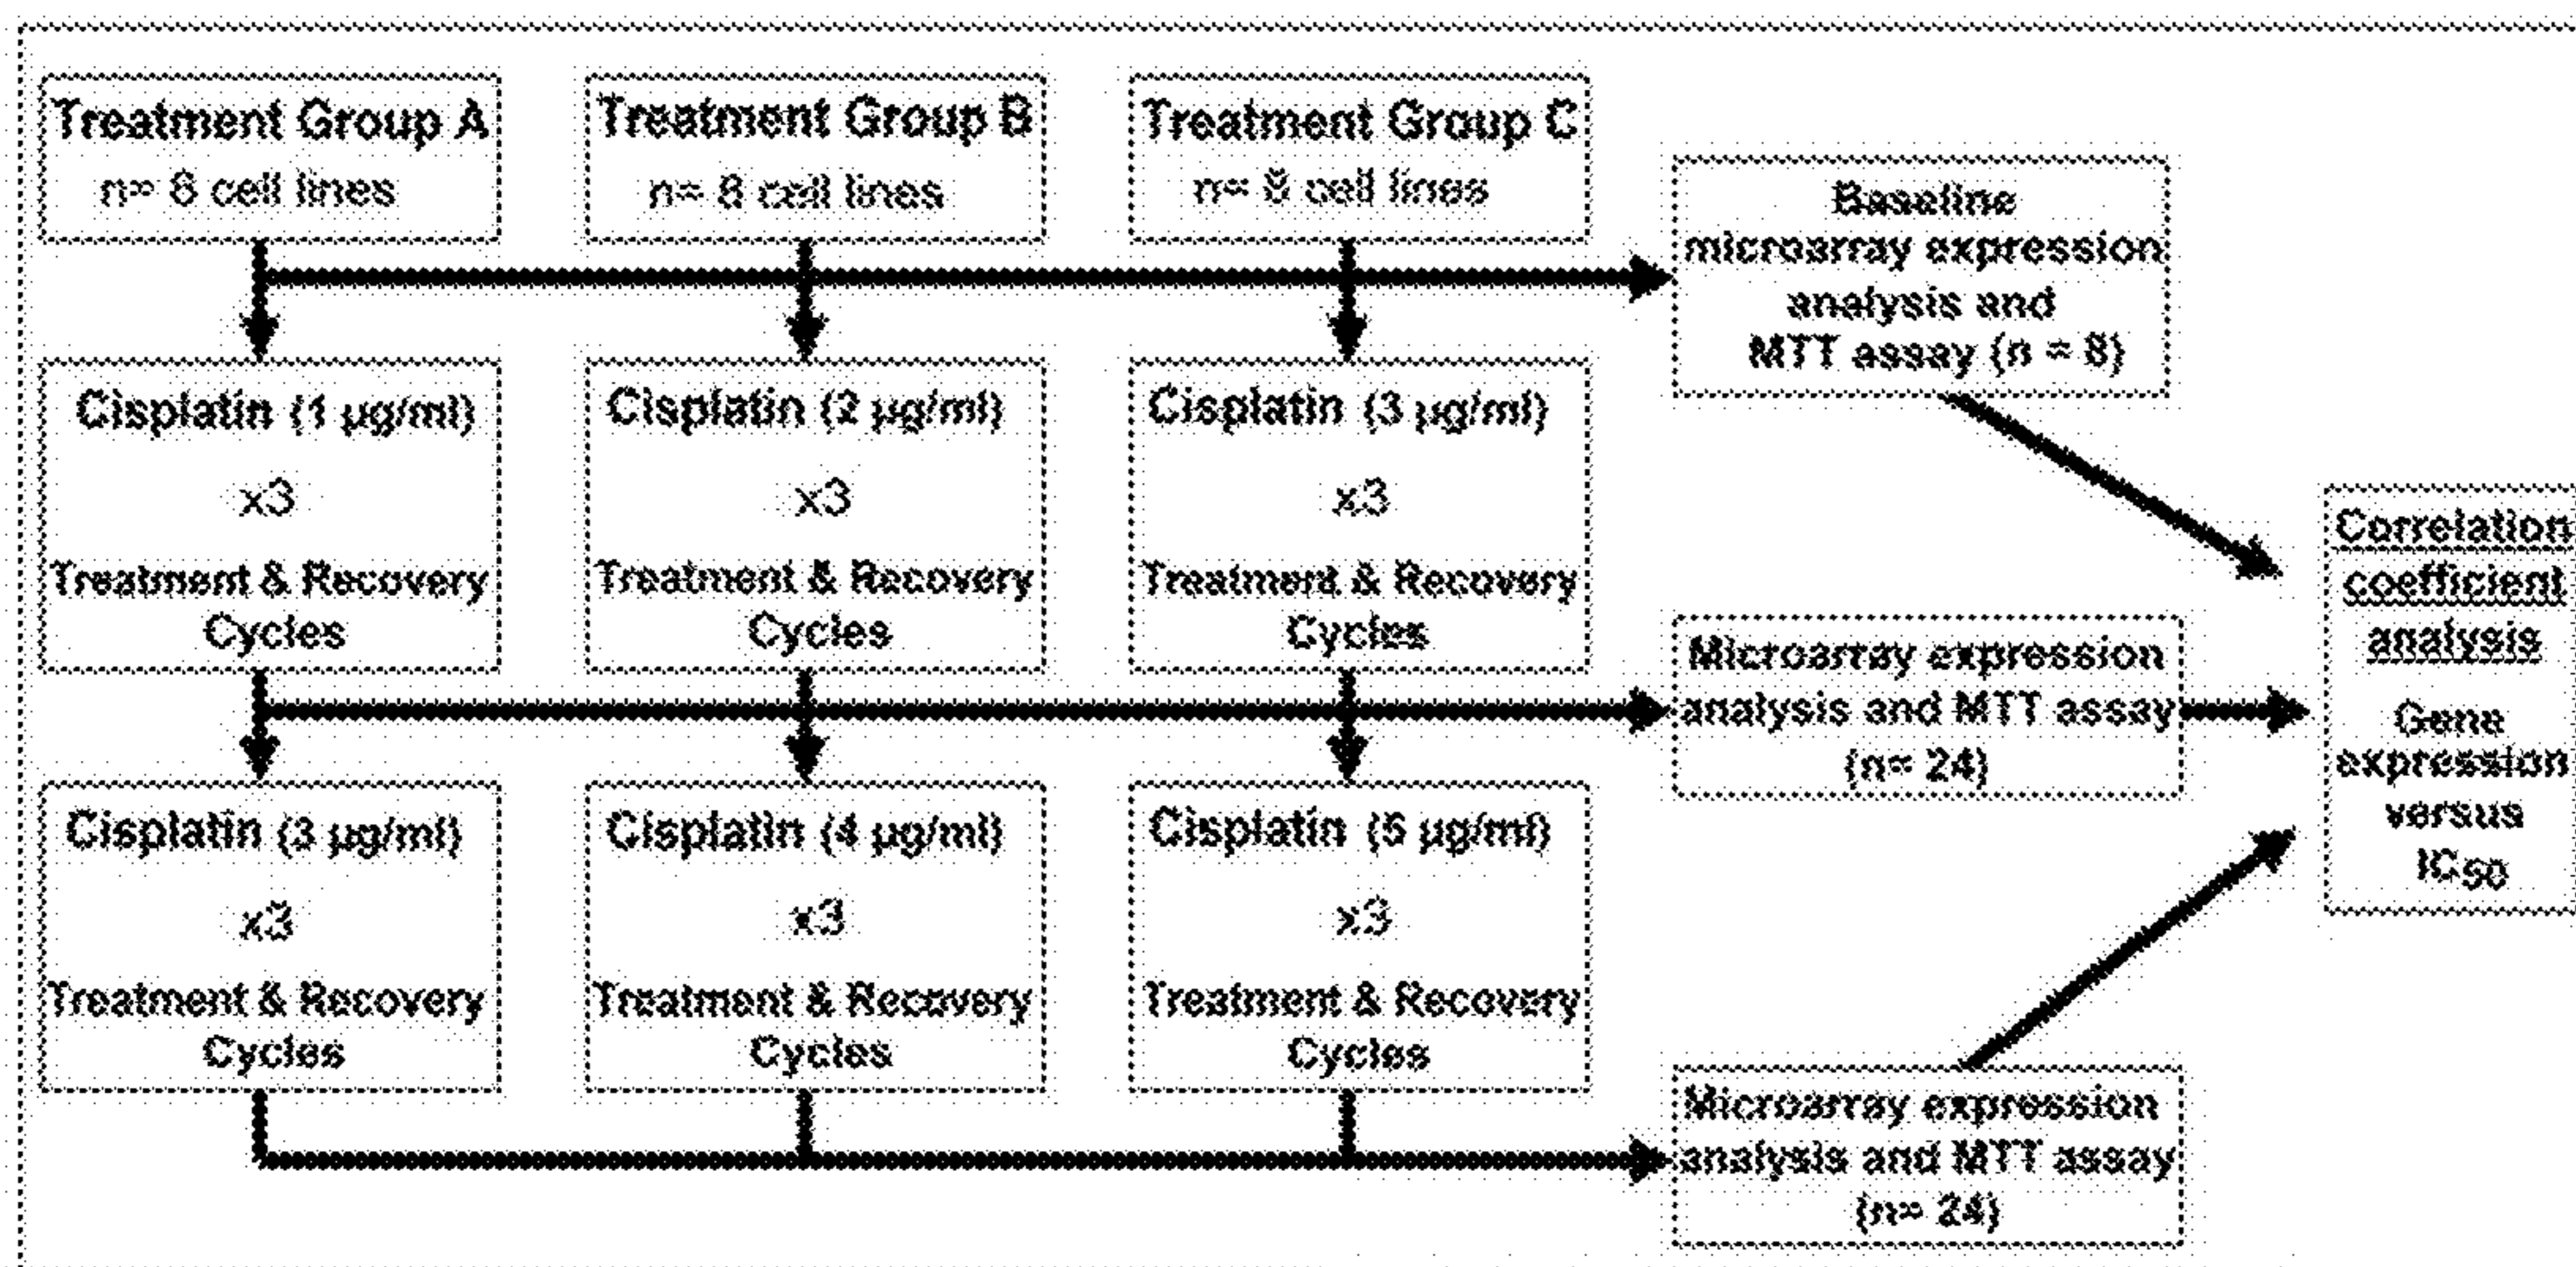 Treatment Group A
n= 8 cell lines
Treatment Group B
n= 8 cell lines
Treatment Group C
n= 8 cell lines
Baseline
microarray expression
analysis and
MTT assay (n = 8)
Cisplatin (1 µg/ml)
x3
Treatment & Recovery
Cycles
Cisplatin (2 µg/ml)
x3
Treatment & Recovery
Cycles
Cisplatin (3 µg/ml)
x3
Treatment & Recovery
Cycles
Microarray expression
analysis and MTT assay
(n= 24)
Correlation
coefficient
analysis
Gene
expression
versus
IC50
Cisplatin (3 µg/ml)
x3
Treatment & Recovery
Cycles
Cisplatin (4 µg/ml)
x3
Treatment & Recovery
Cycles
Cisplatin (5 µg/ml)
x3
Treatment & Recovery
Cycles
Microarray expression
analysis and MTT assay
(n= 24)